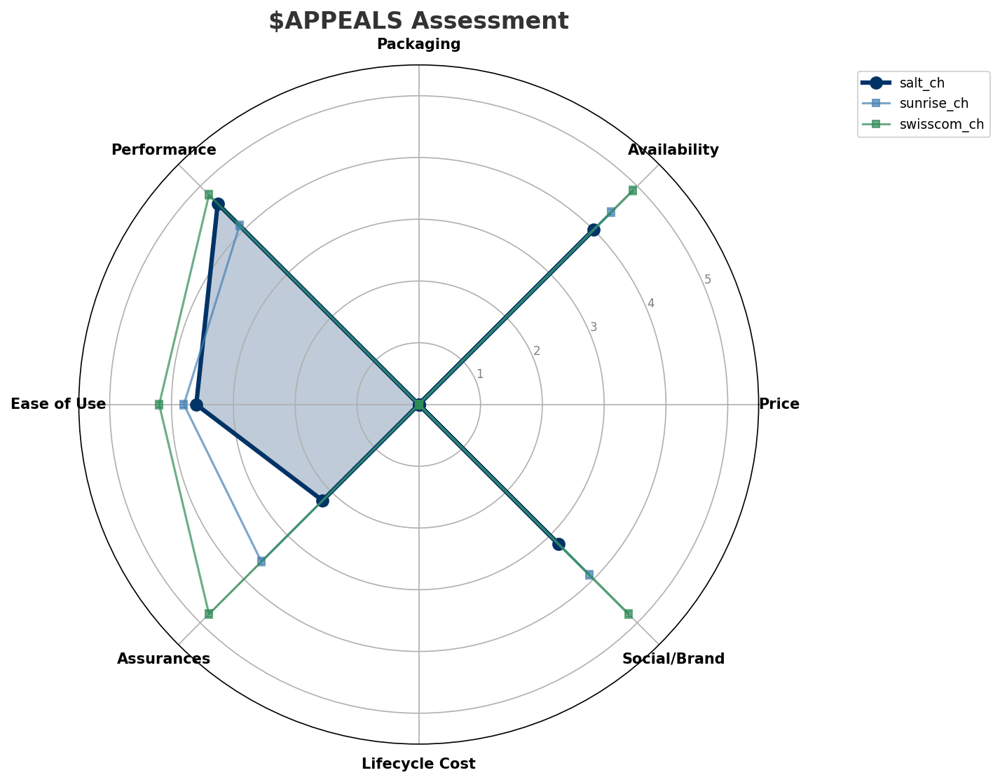 $APPEALS Assessment
Packaging
salt_ch
sunrise_ch
swisscom_ch
Performance
Availability
5
4
3
2
1
Ease of Use
Price
Assurances
Social/Brand
Lifecycle Cost